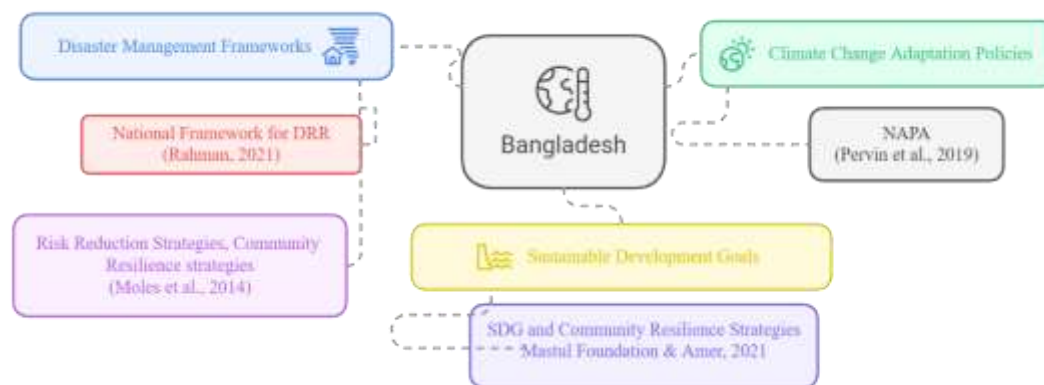 Disaster Management Frameworks
Bangladesh
Climate Change Adaptation Policies
National Framework for DRR
(Rahman, 2021)
NAPA
(Pervin et al., 2019)
Risk Reduction Strategies, Community
Resilience strategies
(Moles et al., 2014)
Sustainable Development Goals
SDG and Community Resilience Strategies
Mastul Foundation & Amer, 2021